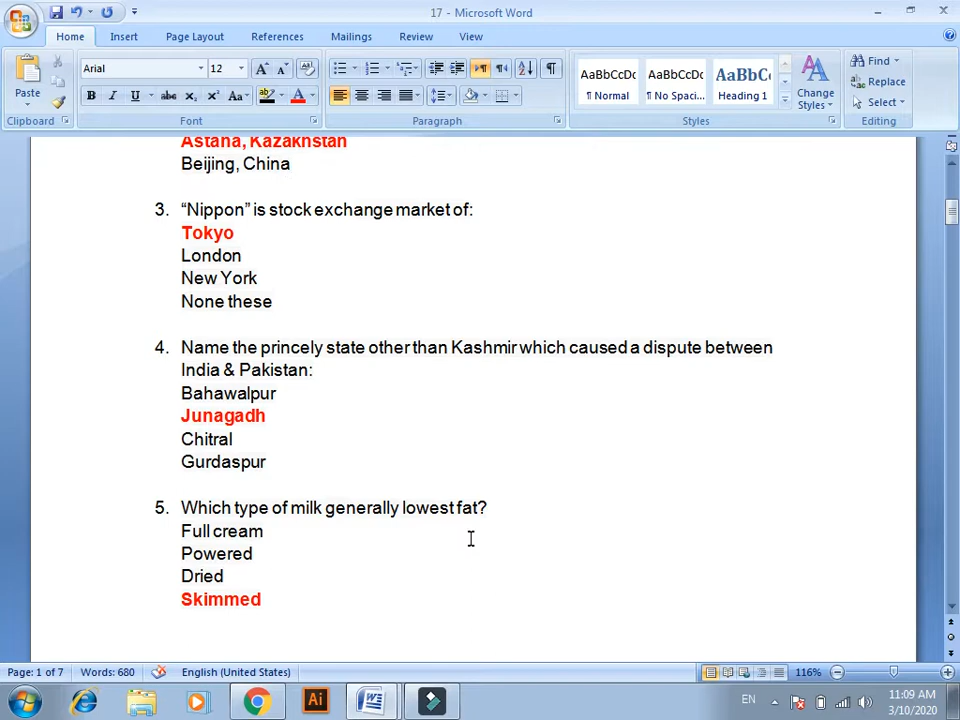 17 - Microsoft Word
Home Insert Page Layout References Mailings Review View
Paste
Clipboard
Arial 12
Font
Paragraph
AaBbCcDc AaBbCcDc AaBbC
¶ Normal ¶ No Spaci... Heading 1
Change Styles
Styles
Find
Replace
Select
Editing
Astana, Kazakhstan
Beijing, China
3. “Nippon” is stock exchange market of:
Tokyo
London
New York
None these
4. Name the princely state other than Kashmir which caused a dispute between
India & Pakistan:
Bahawalpur
Junagadh
Chitral
Gurdaspur
5. Which type of milk generally lowest fat?
Full cream
Powered
Dried
Skimmed
Page: 1 of 7 Words: 680 English (United States) 116%
EN 11:09 AM
3/10/2020